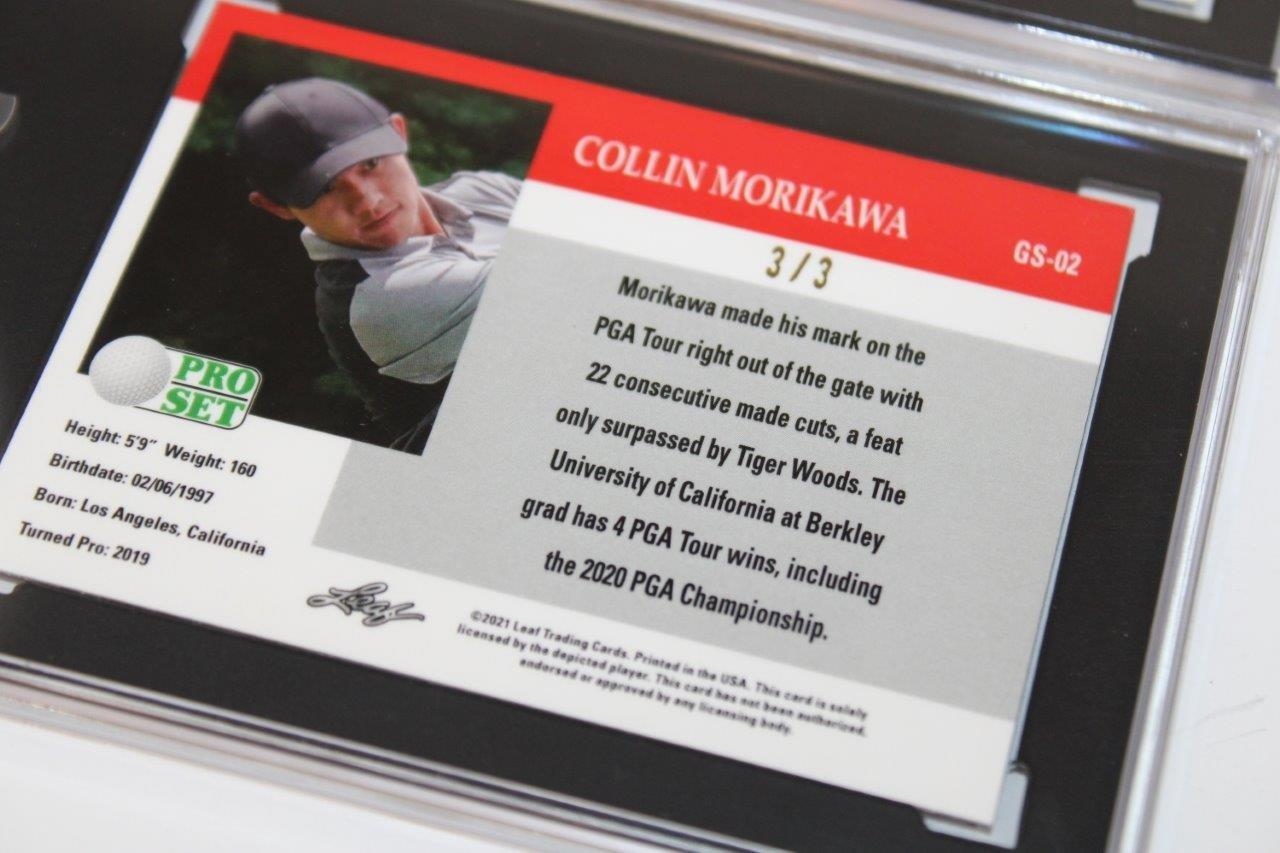 COLLIN MORIKAWA
GS-02
3/3
Morikawa made his mark on the
PGA Tour right out of the gate with
22 consecutive made cuts, a feat
only surpassed by Tiger Woods. The
University of California at Berkley
grad has 4 PGA Tour wins, including
the 2020 PGA Championship.
PRO
SET
Height: 5'9" Weight: 160
Birthdate: 02/06/1997
Born: Los Angeles, California
Turned Pro: 2019
Leaf
©2021 Leaf Trading Cards. Printed in the USA. This card is solely
licensed by the depicted player. This card has not been authorized,
endorsed or approved by any licensing body.